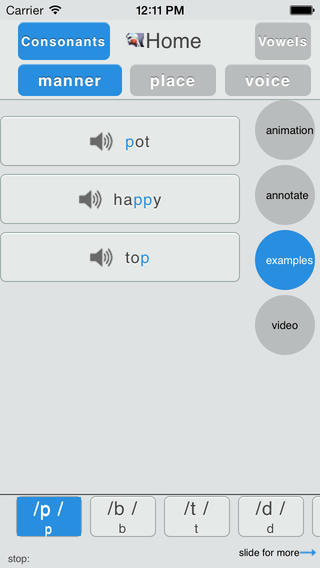 Carrier 12:11 PM
Consonants Home Vowels
manner place voice
animation
pot
annotate
happy
examples
top
video
/p / /b / /t / /d /
p b t d
slide for more
stop: